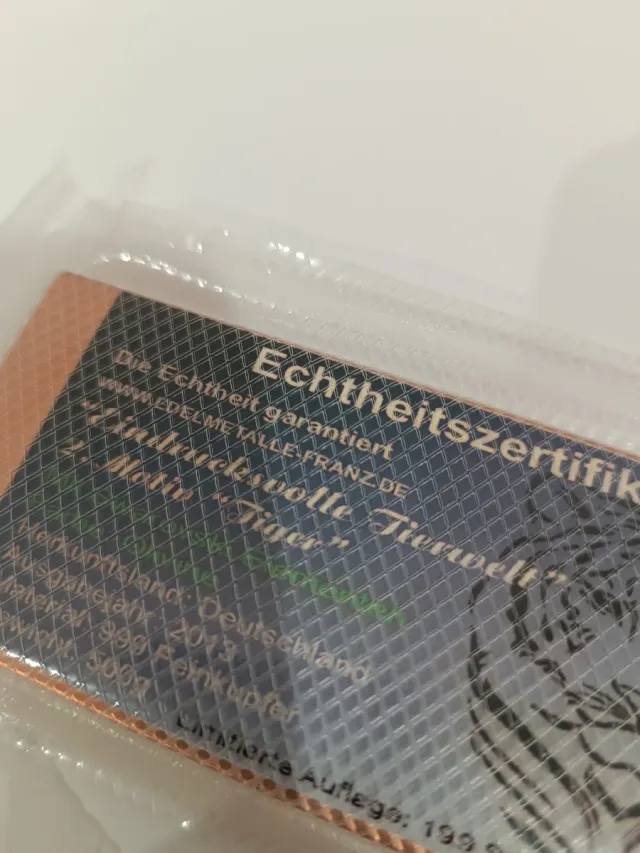 Echtheitszertifik
Die Echtheit garantiert
www.EDELMETALLE-FRANZ.DE
"Eindrucksvolle Tierwelt"
2. Motiv "Tiger"
Herkunftsland: Deutschland
Ausgabejahr: 2013
Material: 999 Feinkupfer
500g
Limitierte Auflage: 199 S